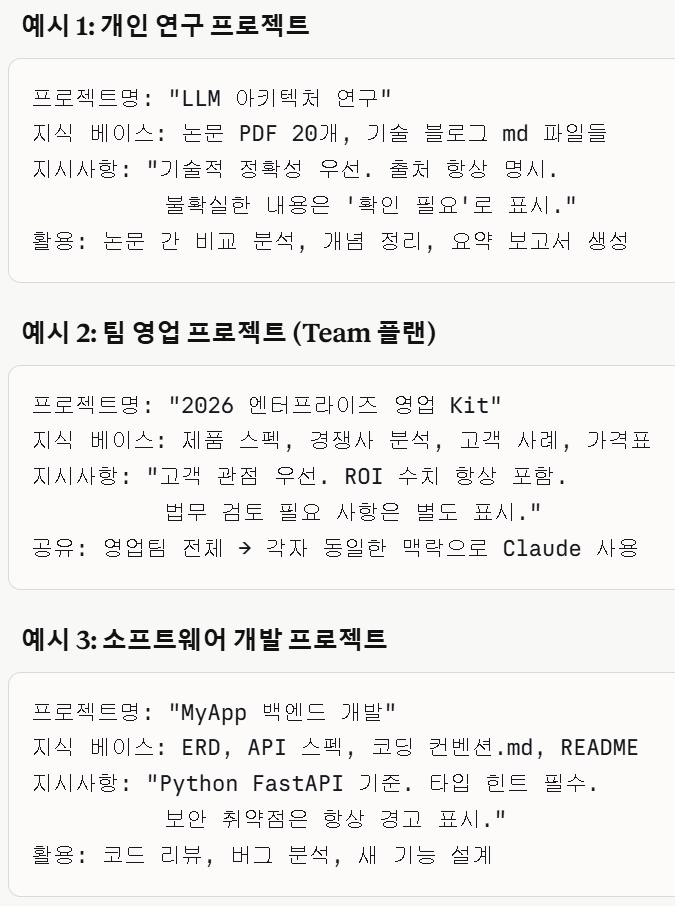 예시 1: 개인 연구 프로젝트
프로젝트명: "LLM 아키텍처 연구"
지식 베이스: 논문 PDF 20개, 기술 블로그 md 파일들
지시사항: "기술적 정확성 우선. 출처 항상 명시.
불확실한 내용은 '확인 필요'로 표시."
활용: 논문 간 비교 분석, 개념 정리, 요약 보고서 생성
예시 2: 팀 영업 프로젝트 (Team 플랜)
프로젝트명: "2026 엔터프라이즈 영업 Kit"
지식 베이스: 제품 스펙, 경쟁사 분석, 고객 사례, 가격표
지시사항: "고객 관점 우선. ROI 수치 항상 포함.
법무 검토 필요 사항은 별도 표시."
공유: 영업팀 전체 → 각자 동일한 맥락으로 Claude 사용
예시 3: 소프트웨어 개발 프로젝트
프로젝트명: "MyApp 백엔드 개발"
지식 베이스: ERD, API 스펙, 코딩 컨벤션.md, README
지시사항: "Python FastAPI 기준. 타입 힌트 필수.
보안 취약점은 항상 경고 표시."
활용: 코드 리뷰, 버그 분석, 새 기능 설계